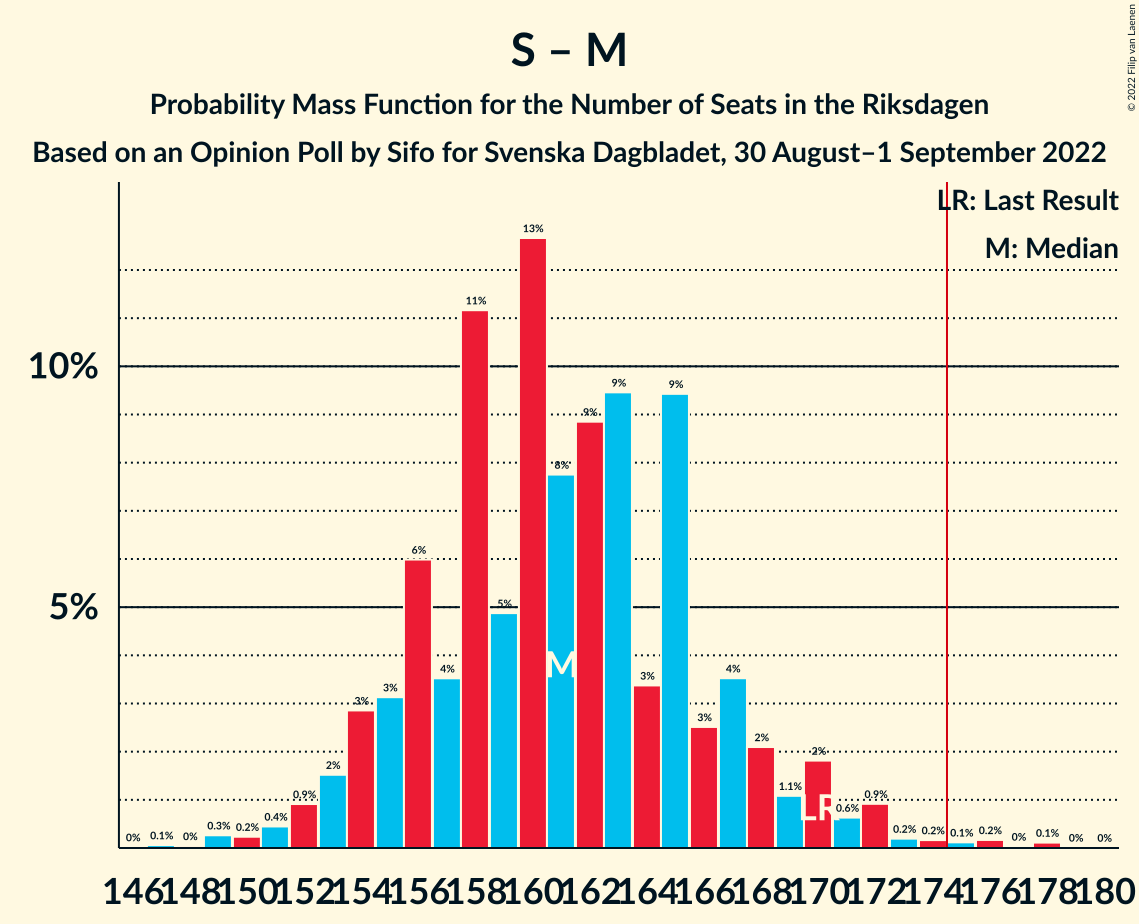 S – M
Probability Mass Function for the Number of Seats in the Riksdagen
Based on an Opinion Poll by Sifo for Svenska Dagbladet, 30 August–1 September 2022
© 2022 Filip van Laenen
LR: Last Result
M: Median
10%
5%
0% 0.1% 0% 0.3% 0.2% 0.4% 0.9% 2% 3% 3% 6% 4% 11% 5% 13% 8% 9% 9% 3% 9% 3% 4% 2% 1.1% 2% 0.6% 0.9% 0.2% 0.2% 0.1% 0.2% 0% 0.1% 0% 0%
M
LR
146 148 150 152 154 156 158 160 162 164 166 168 170 172 174 176 178 180